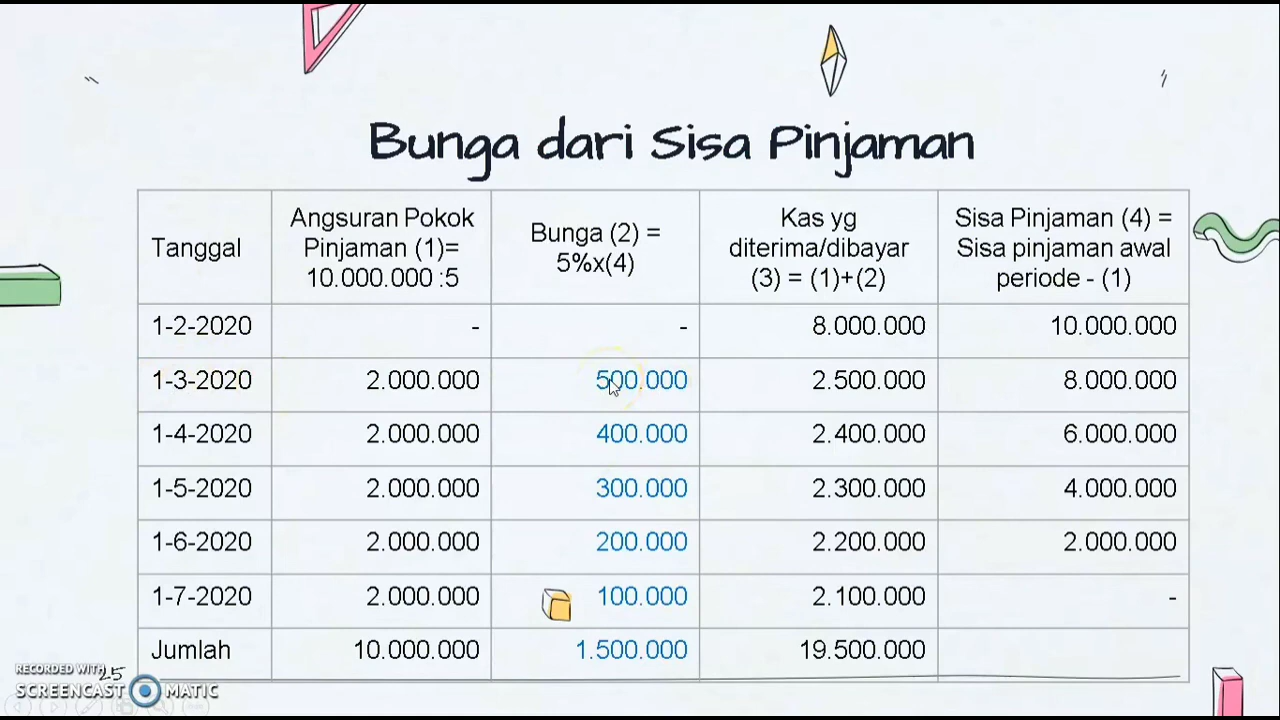 Bunga dari Sisa Pinjaman
Tanggal
Angsuran Pokok
Pinjaman (1)=
10.000.000 :5
Bunga (2) =
5%x(4)
Kas yg
diterima/dibayar
(3) = (1)+(2)
Sisa Pinjaman (4) =
Sisa pinjaman awal
periode - (1)
1-2-2020 - - 8.000.000 10.000.000
1-3-2020 2.000.000 500.000 2.500.000 8.000.000
1-4-2020 2.000.000 400.000 2.400.000 6.000.000
1-5-2020 2.000.000 300.000 2.300.000 4.000.000
1-6-2020 2.000.000 200.000 2.200.000 2.000.000
1-7-2020 2.000.000 100.000 2.100.000 -
Jumlah 10.000.000 1.500.000 19.500.000
RECORDED WITH
25
SCREENCAST MATIC